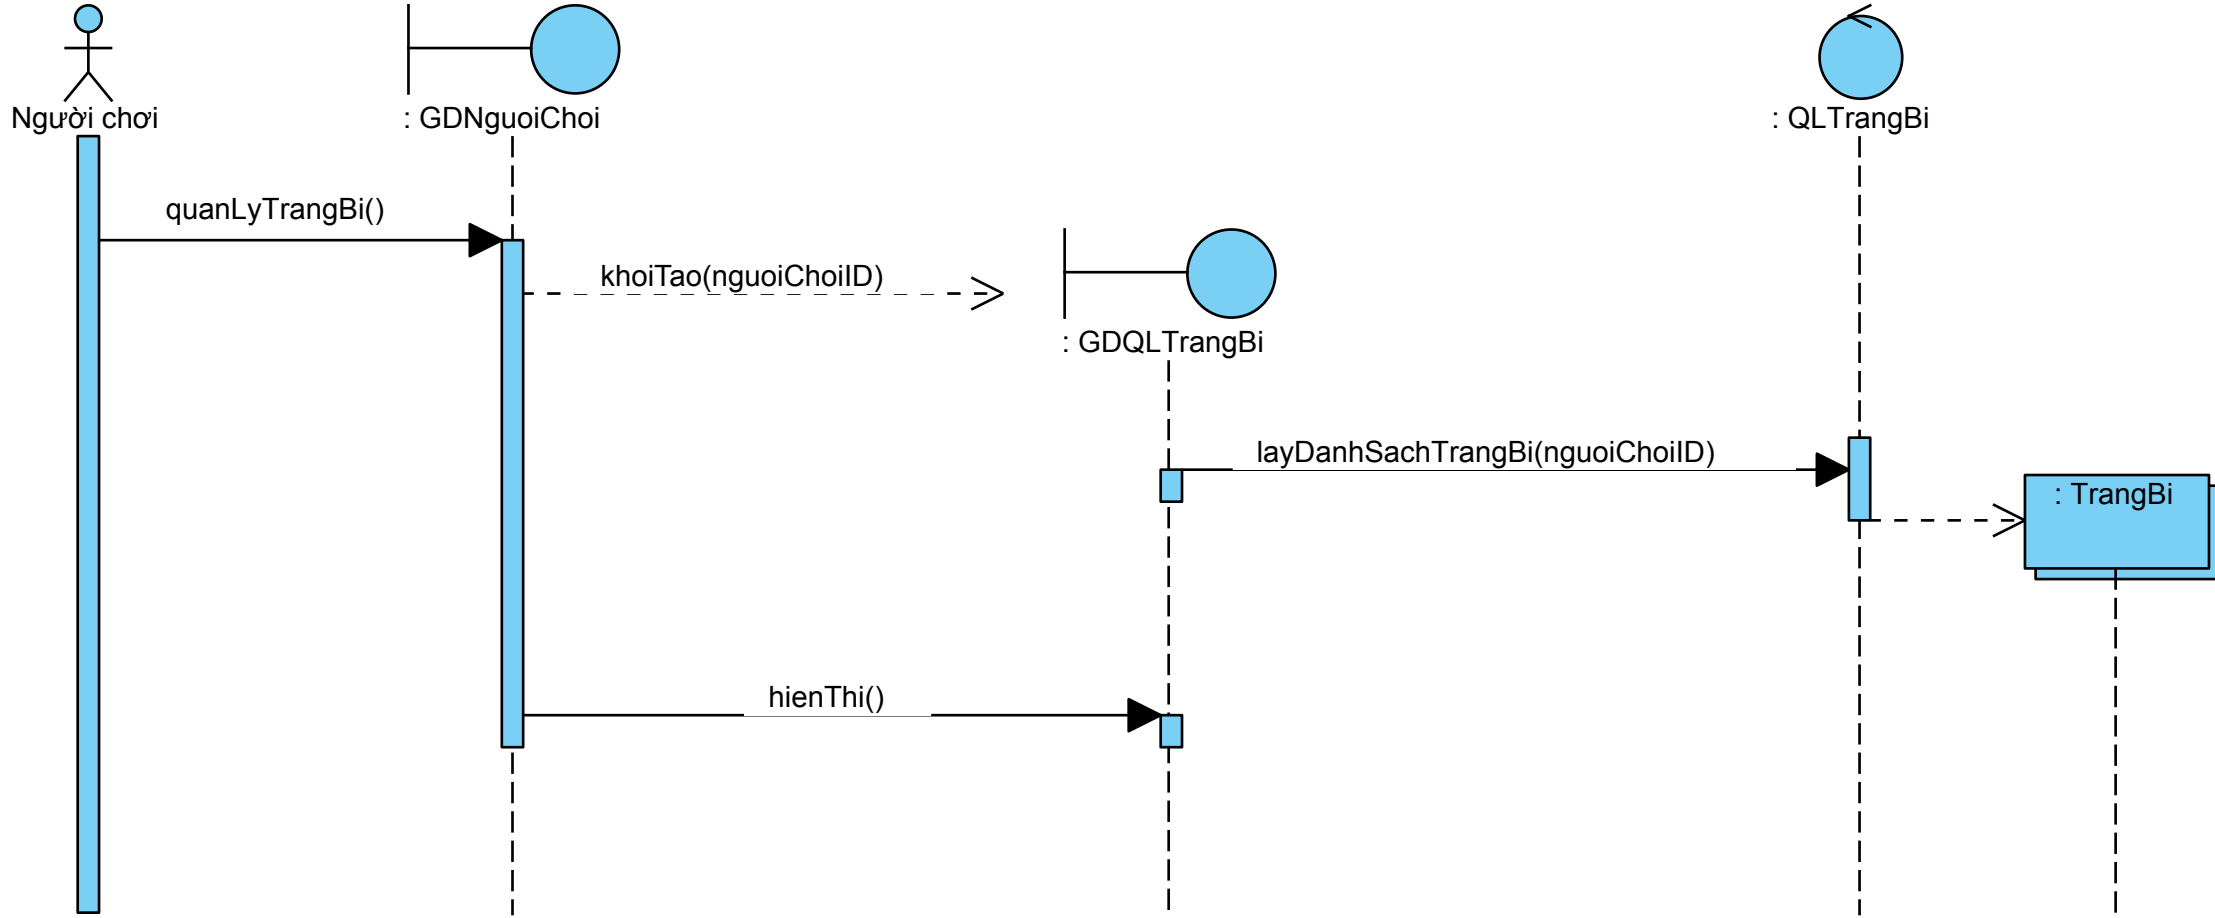 Người chơi
: GDNguoiChoi
: QLTrangBi
quanLyTrangBi()
khoiTao(nguoiChoiID)
: GDQLTrangBi
layDanhSachTrangBi(nguoiChoiID)
: TrangBi
hienThi()